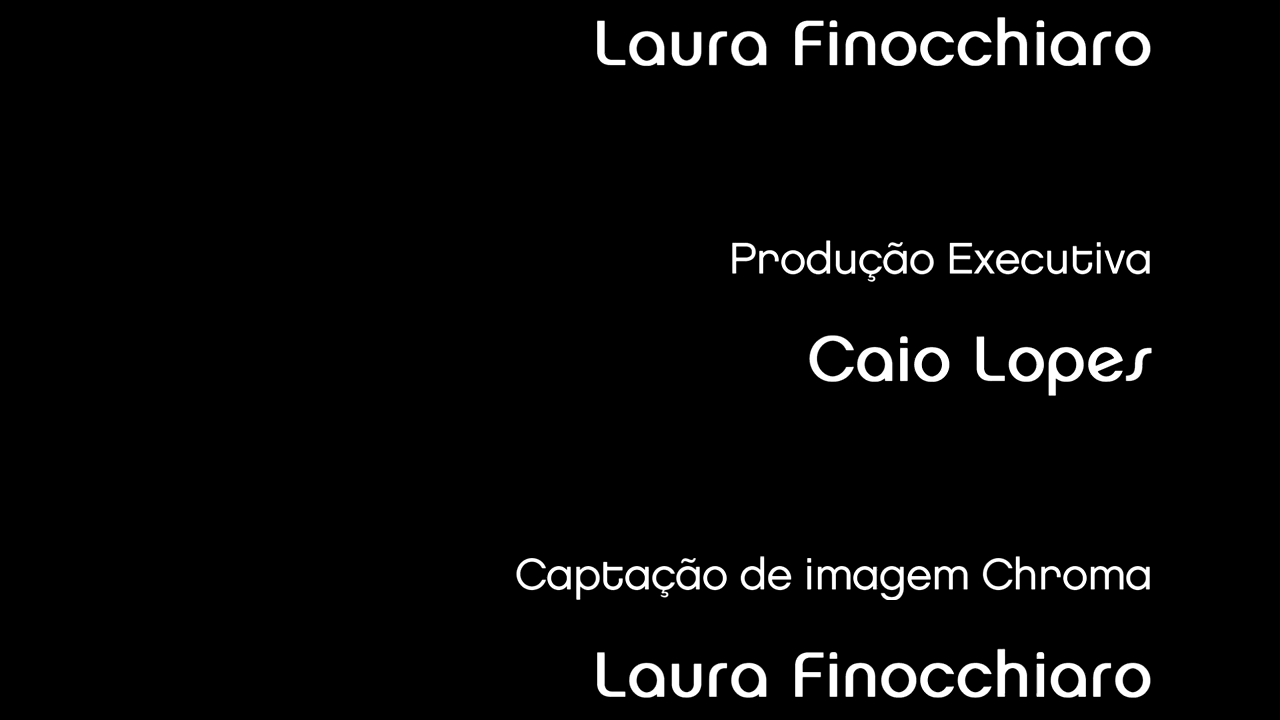 Laura Finocchiaro
Produção Executiva
Caio Lopes
Captação de imagem Chroma
Laura Finocchiaro